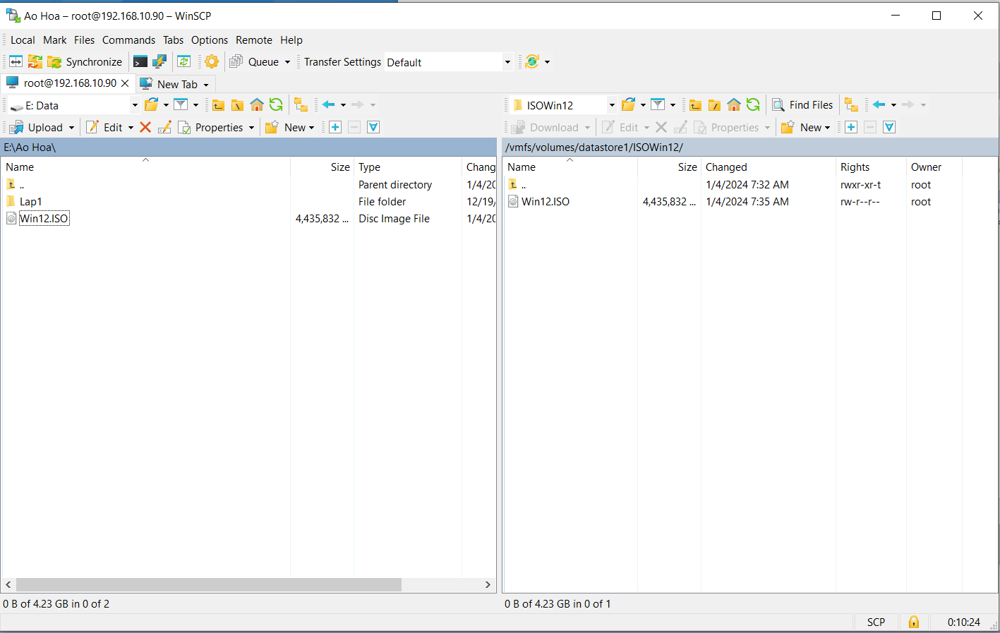 Ao Hoa – root@192.168.10.90 – WinSCP
Local Mark Files Commands Tabs Options Remote Help
Synchronize Queue Transfer Settings Default
root@192.168.10.90 New Tab
E: Data
Upload Edit Properties New
E:\Ao Hoa\
Name Size Type Chang
.. Parent directory 1/4/20
Lap1 File folder 12/19/
Win12.ISO 4,435,832 ... Disc Image File 1/4/20
0 B of 4.23 GB in 0 of 2
ISOWin12 Find Files
Download Edit Properties New
/vmfs/volumes/datastore1/ISOWin12/
Name Size Changed Rights Owner
.. 1/4/2024 7:32 AM rwxr-xr-t root
Win12.ISO 4,435,832 ... 1/4/2024 7:35 AM rw-r--r-- root
0 B of 4.23 GB in 0 of 1
SCP 0:10:24